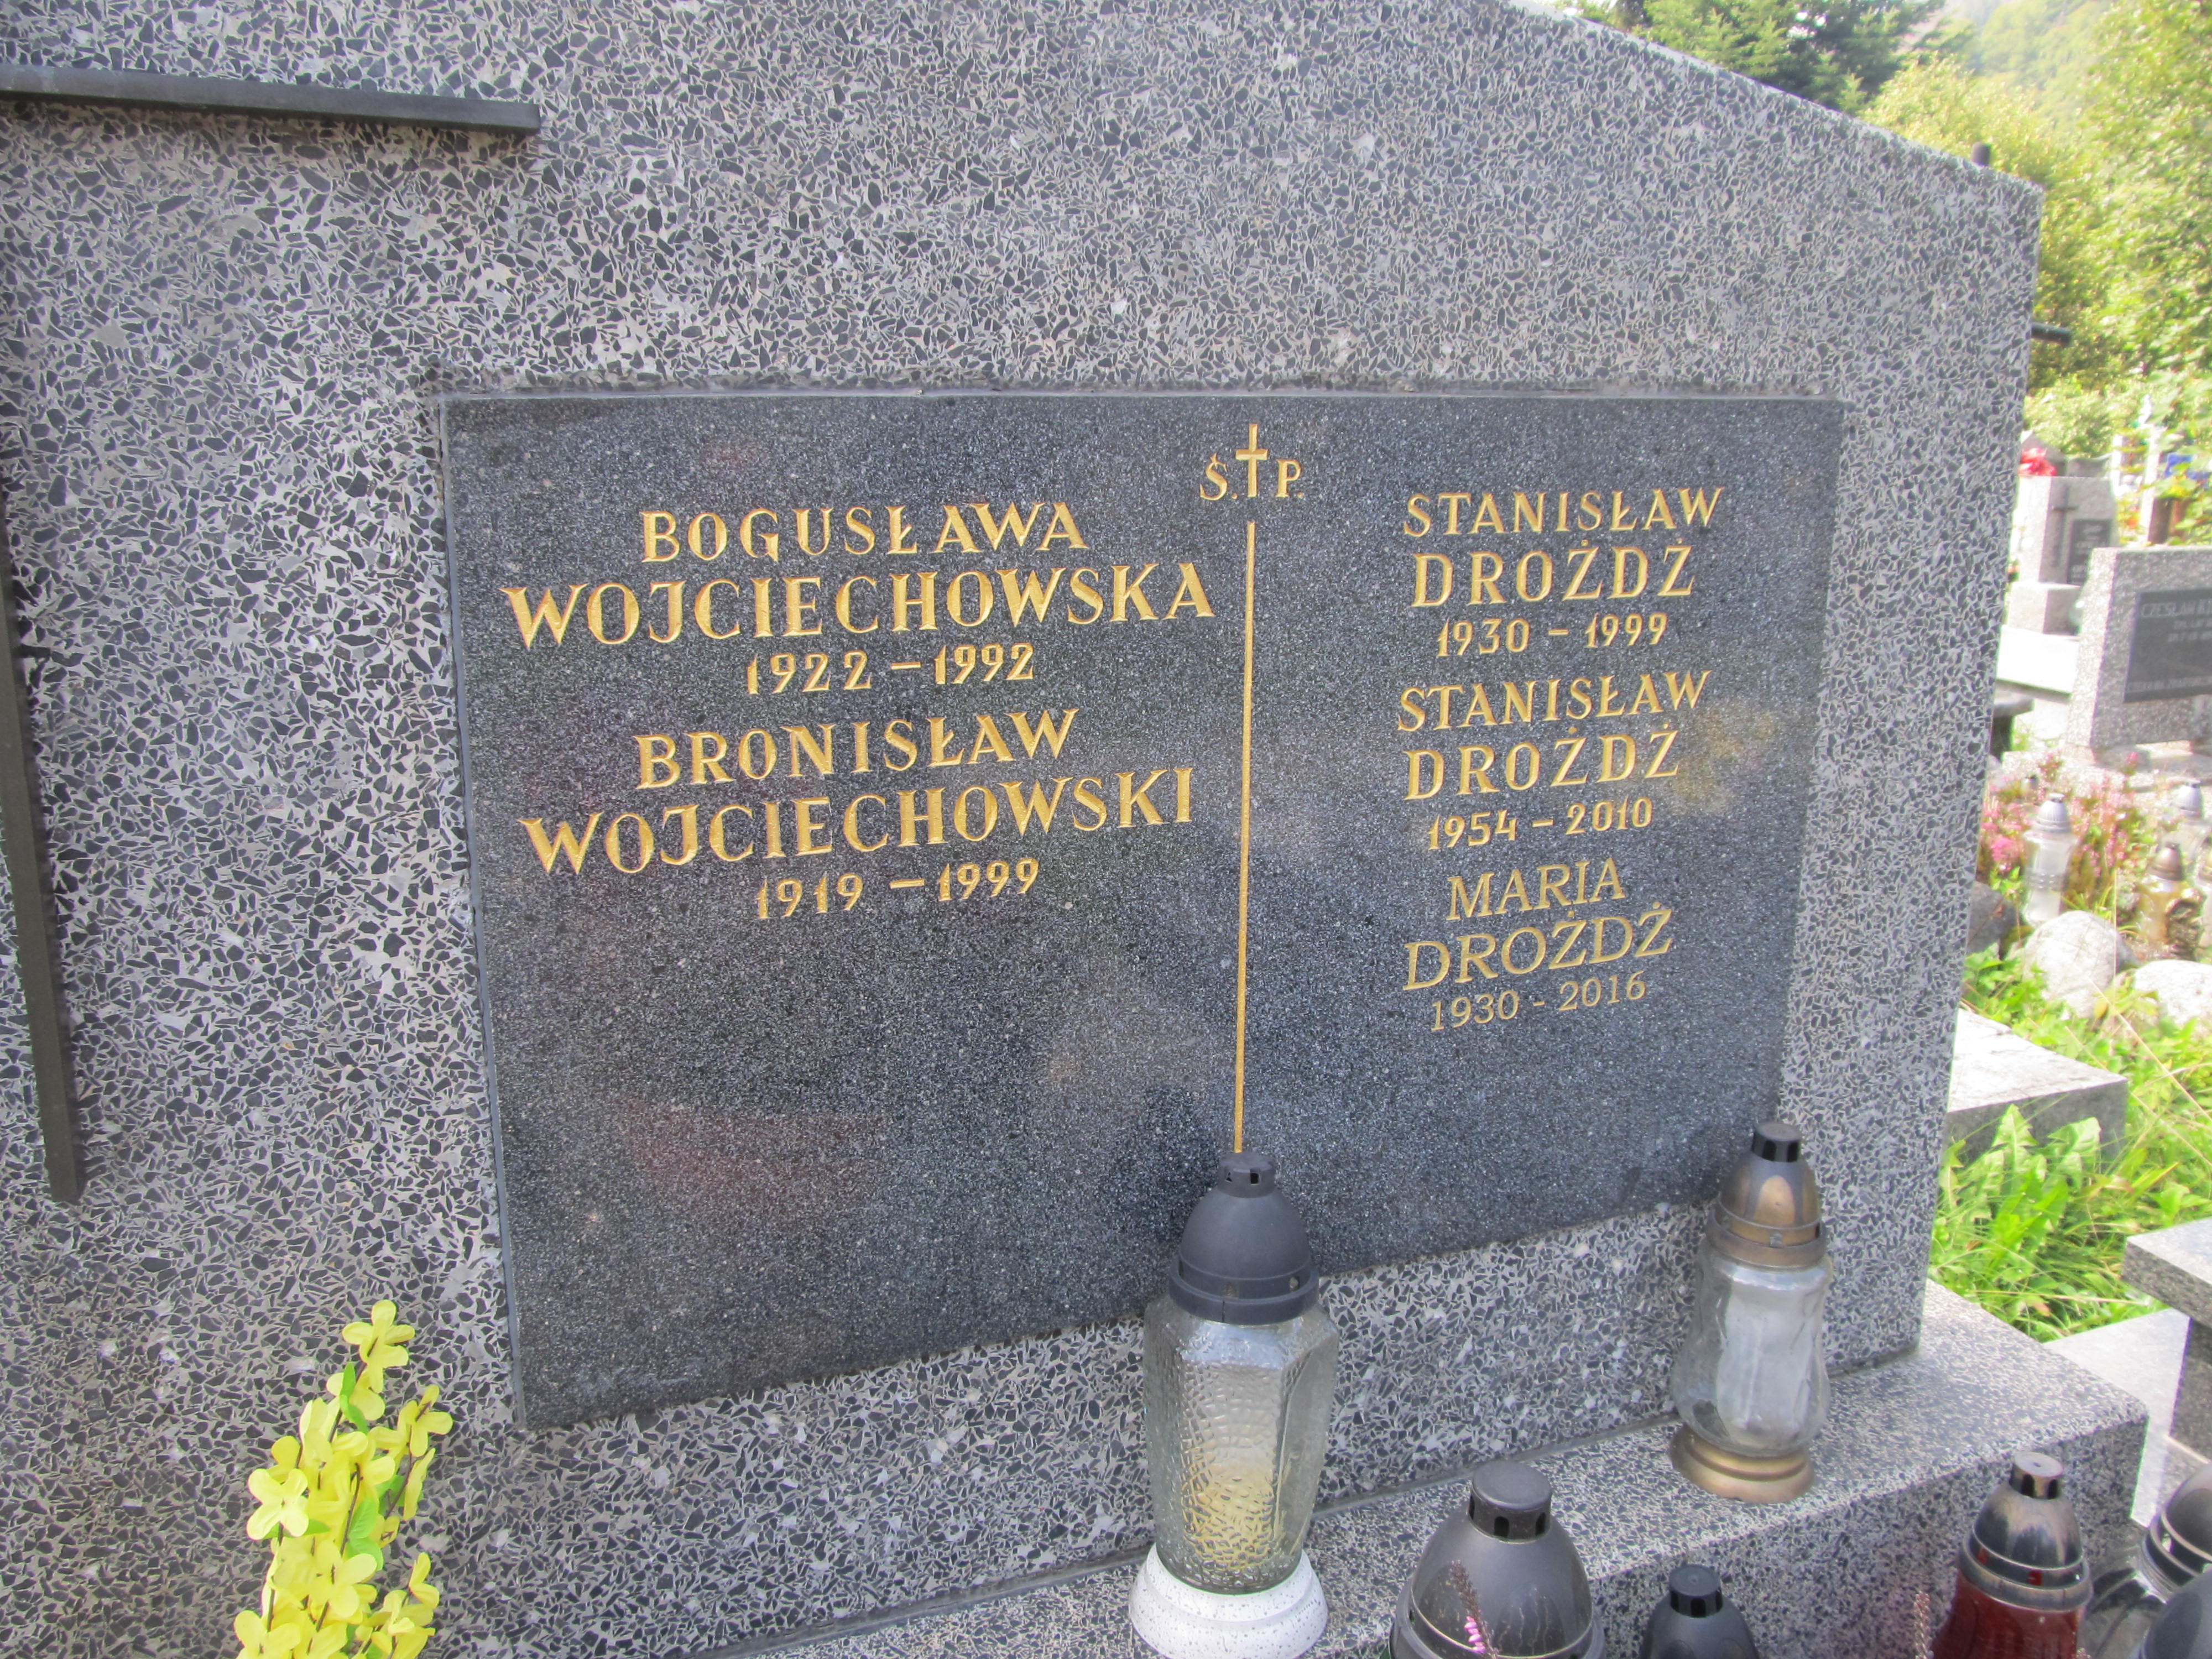 Ś.†P.
BOGUSŁAWA
WOJCIECHOWSKA
1922 – 1992
BRONISŁAW
WOJCIECHOWSKI
1919 – 1999
STANISŁAW
DROŻDŻ
1930 – 1999
STANISŁAW
DROŻDŻ
1954 – 2010
MARIA
DROŻDŻ
1930 - 2016